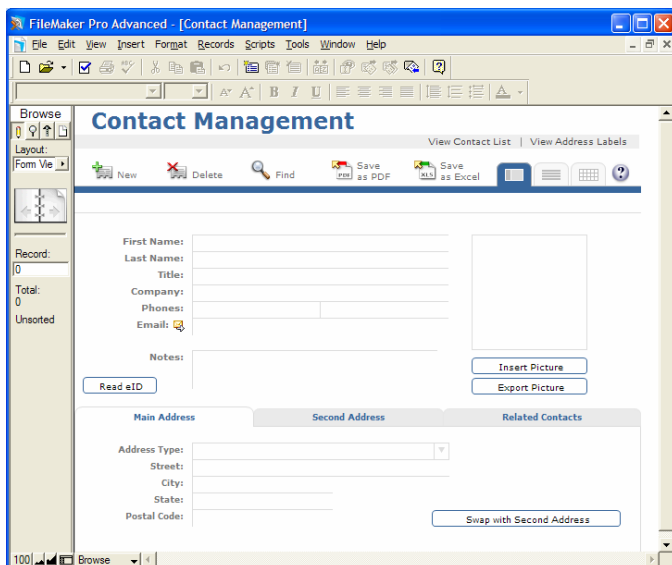 FileMaker Pro Advanced - [Contact Management]
File Edit View Insert Format Records Scripts Tools Window Help
A A B I U A
Browse
Layout:
Form Vie
Record:
0
Total:
0
Unsorted
Contact Management
View Contact List | View Address Labels
New
Delete
Find
PDF
Save
as PDF
XLS
Save
as Excel
?
First Name:
Last Name:
Title:
Company:
Phones:
Email:
Notes:
Read eID
Insert Picture
Export Picture
Main Address
Second Address
Related Contacts
Address Type:
Street:
City:
State:
Postal Code:
Swap with Second Address
100 Browse